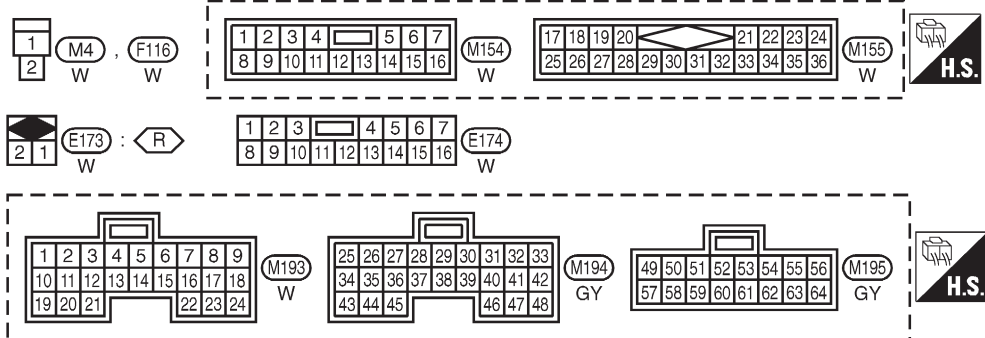 1 2 M4 , F116 W W
1 2 3 4 5 6 7
8 9 10 11 12 13 14 15 16
M154 W
17 18 19 20 21 22 23 24
25 26 27 28 29 30 31 32 33 34 35 36
M155 W
H.S.
2 1 E173 : R W
1 2 3 4 5 6 7
8 9 10 11 12 13 14 15 16
E174 W
1 2 3 4 5 6 7 8 9
10 11 12 13 14 15 16 17 18
19 20 21 22 23 24
M193 W
25 26 27 28 29 30 31 32 33
34 35 36 37 38 39 40 41 42
43 44 45 46 47 48
M194 GY
49 50 51 52 53 54 55 56
57 58 59 60 61 62 63 64
M195 GY
H.S.